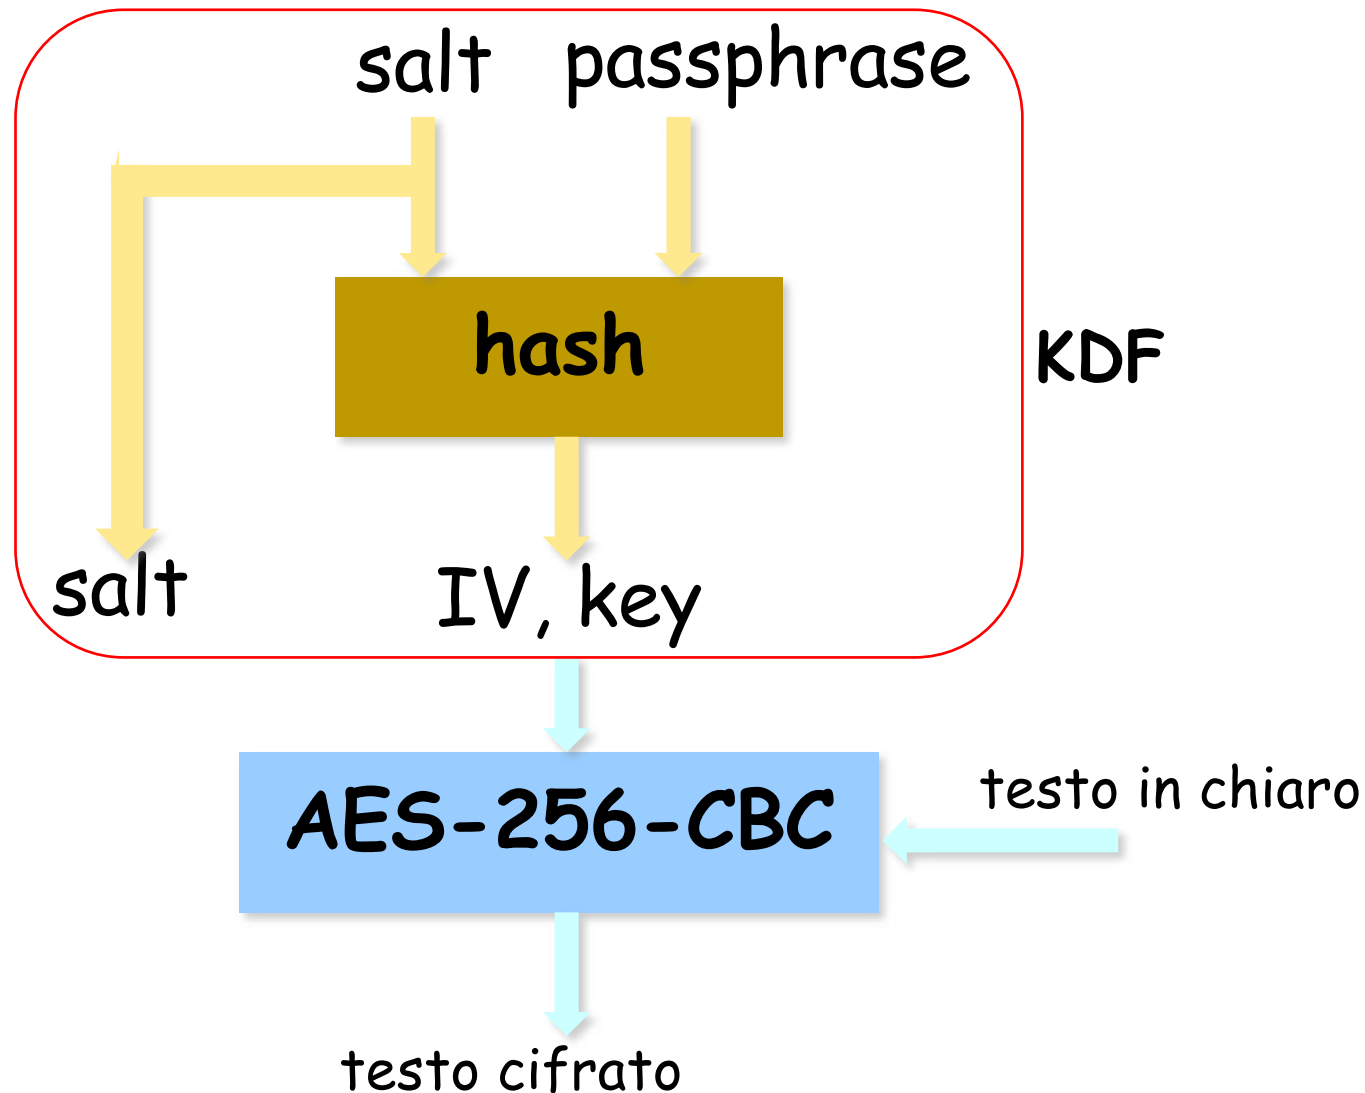 salt passphrase
hash
KDF
salt IV, key
AES-256-CBC
testo in chiaro
testo cifrato